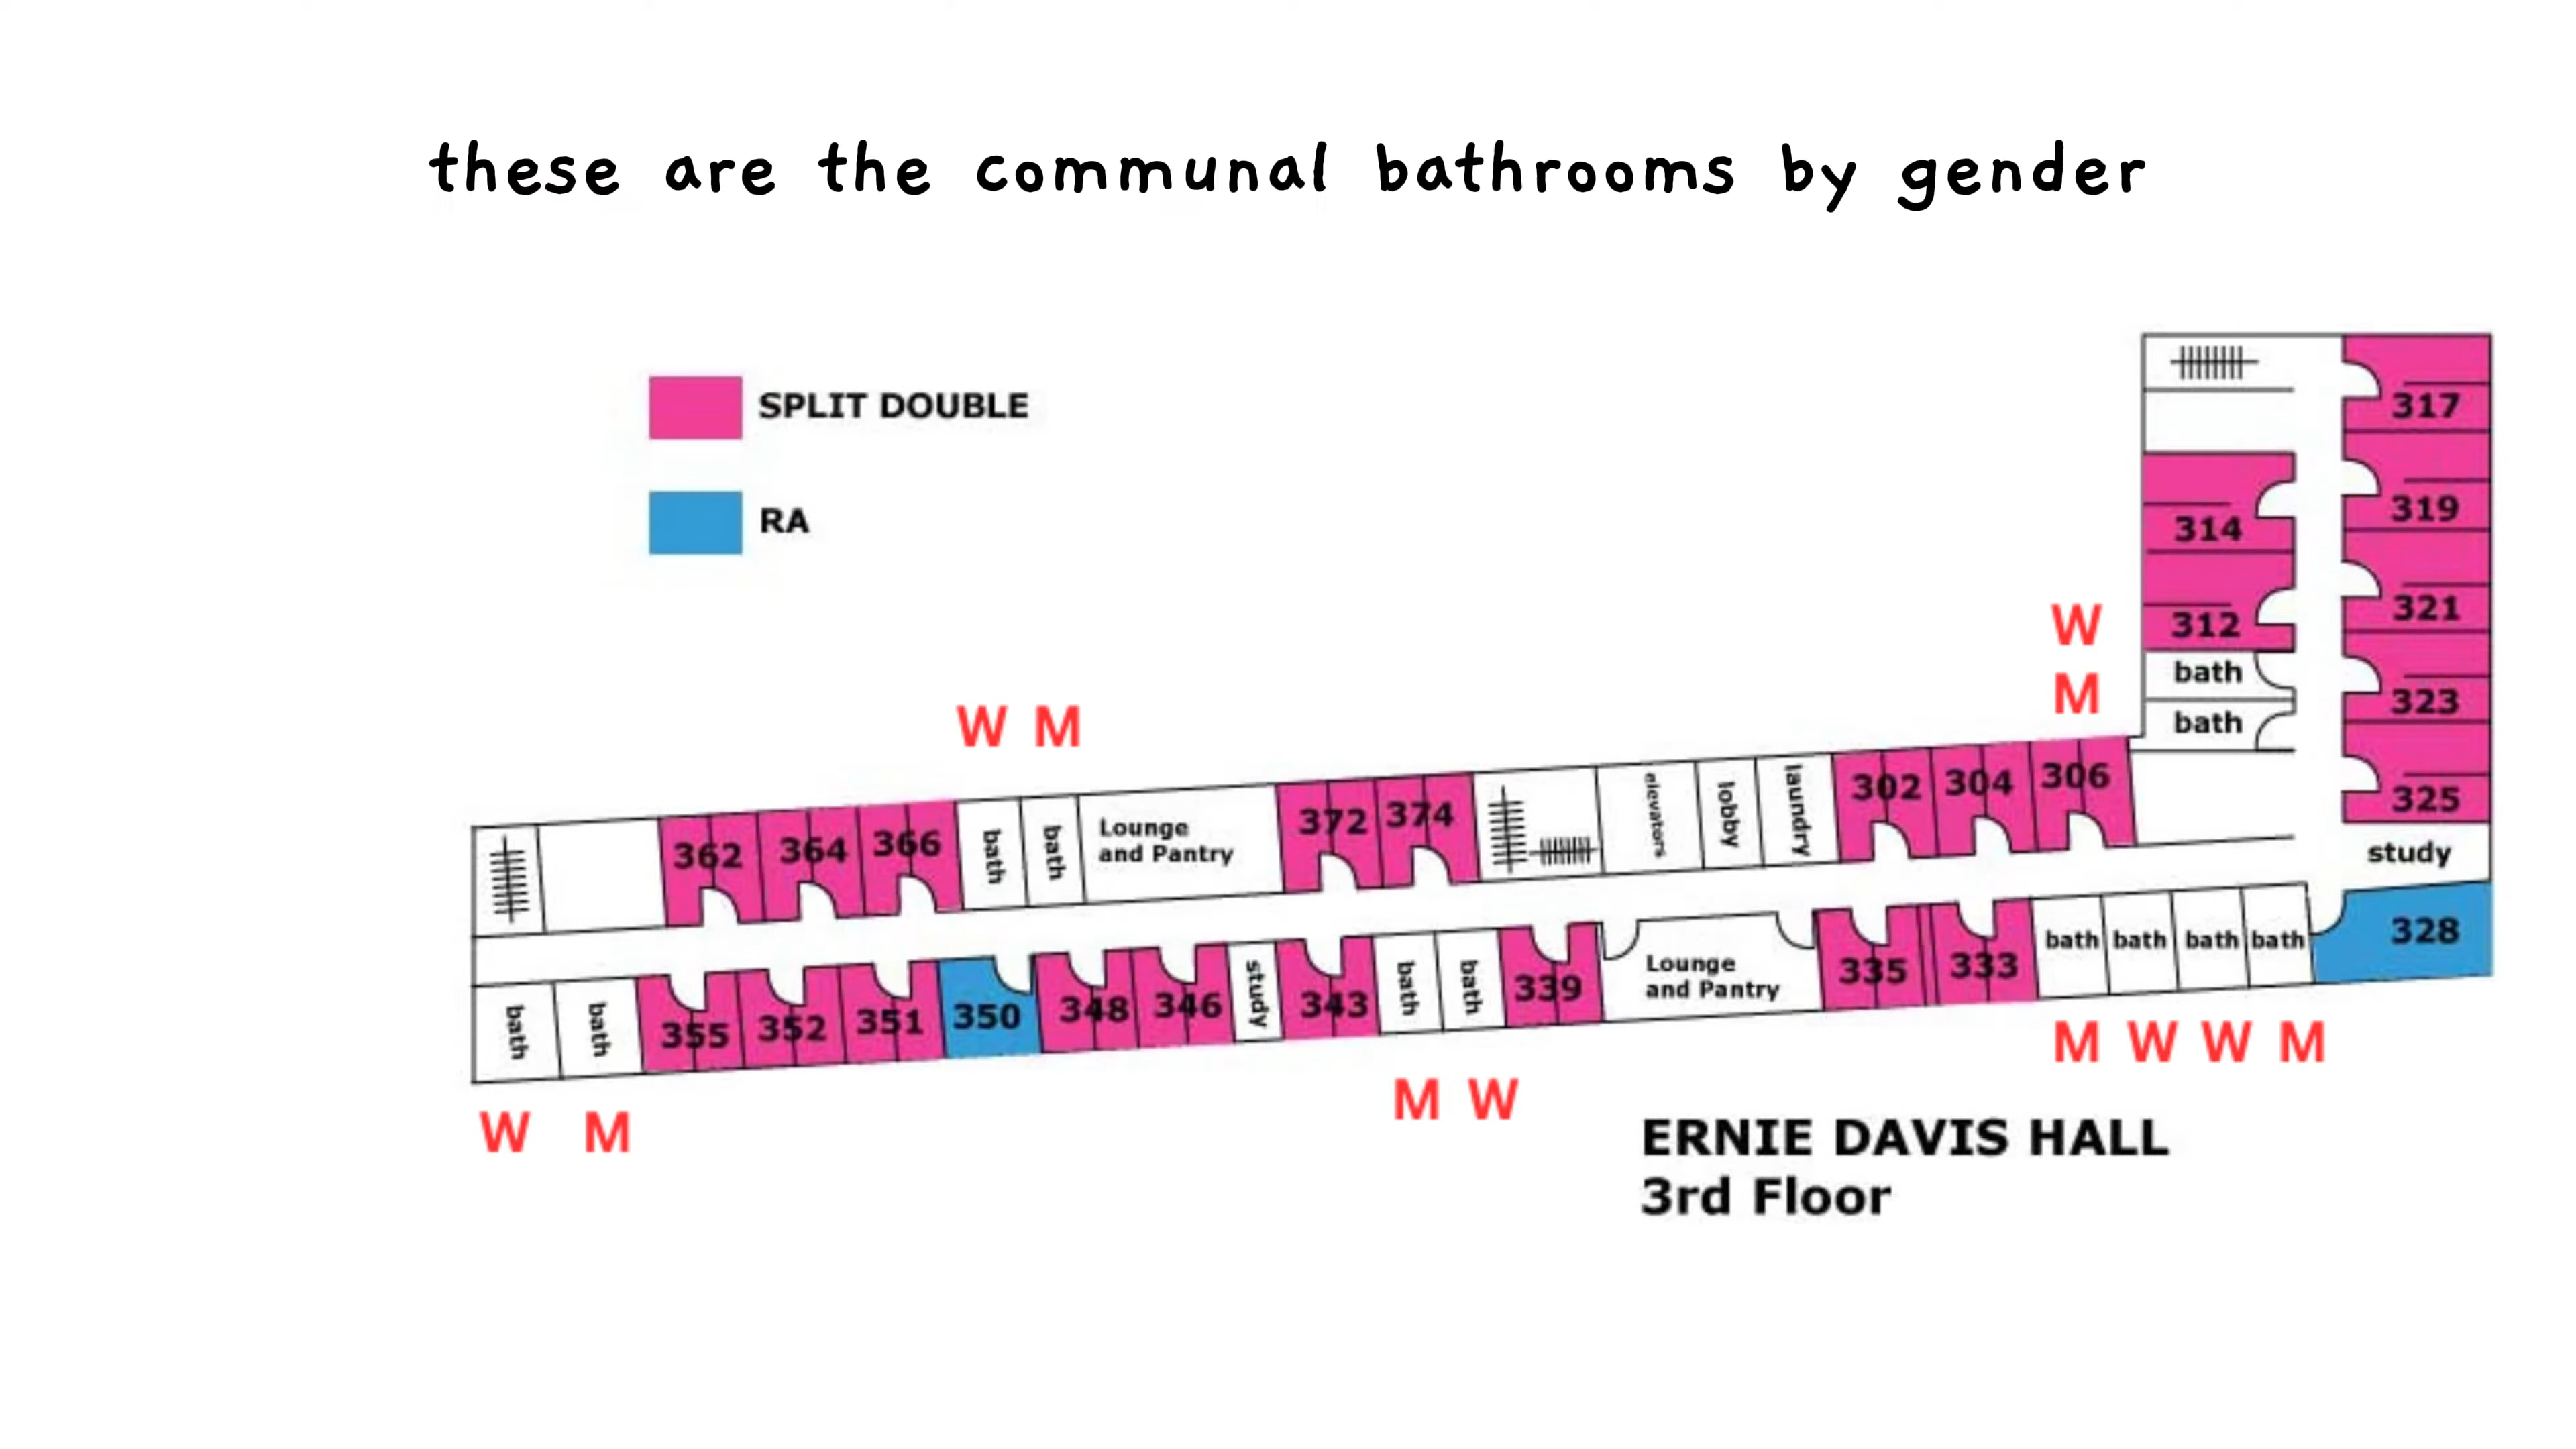 these are the communal bathrooms by gender
SPLIT DOUBLE
RA
317
319
314
321
W
312
M
bath
323
bath
W M
325
362 364 366 bath bath Lounge and Pantry 372 374 elevators lobby laundry 302 304 306
study
328
bath bath 355 352 351 350 348 346 study 343 bath bath 339 Lounge and Pantry 335 333 bath bath bath bath
M W W M
M W
W M
ERNIE DAVIS HALL
3rd Floor